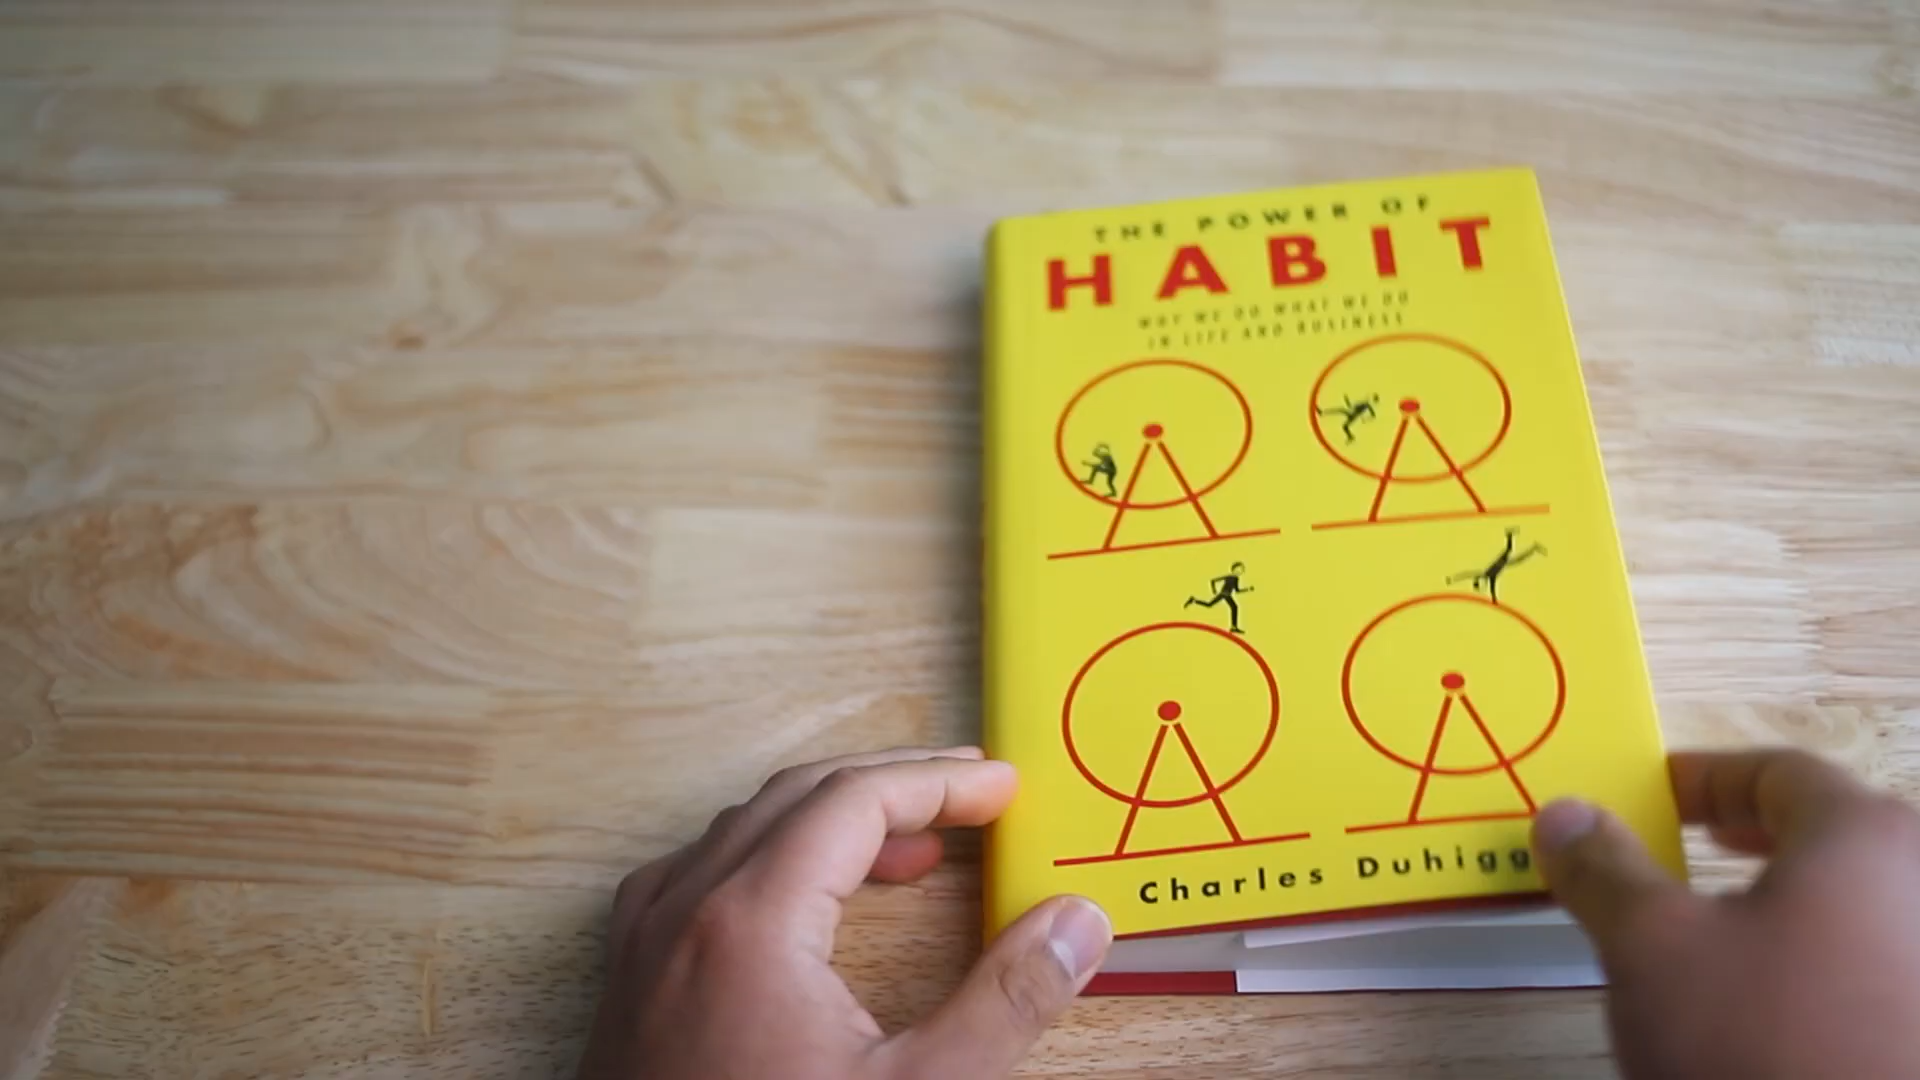 THE POWER OF
HABIT
WHY WE DO WHAT WE DO
IN LIFE AND BUSINESS
Charles Duhigg